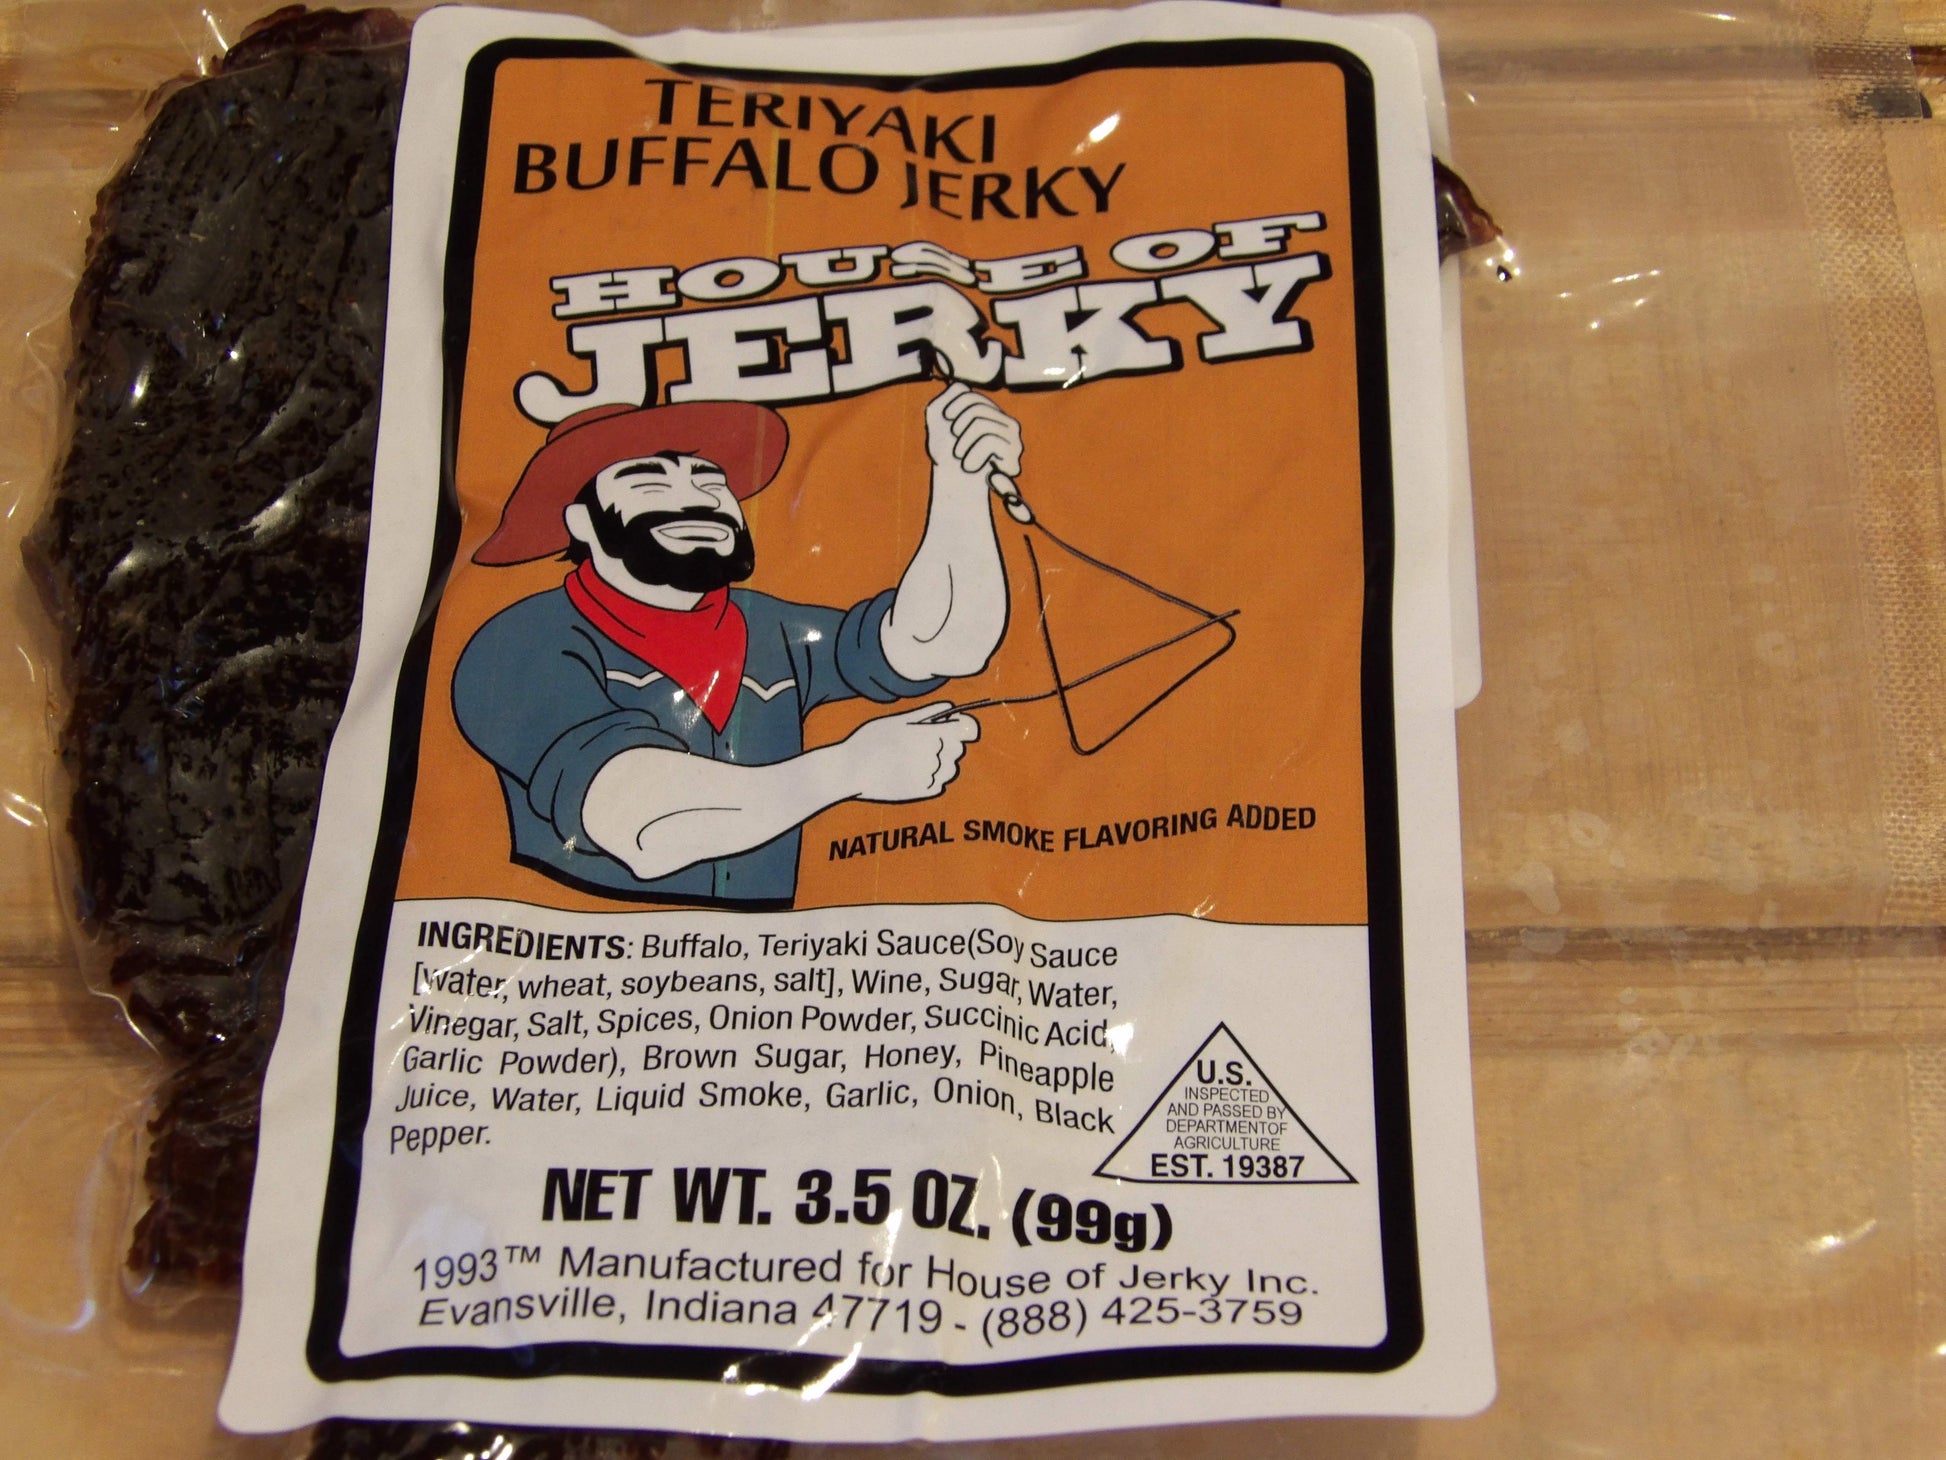 TERIYAKI
BUFFALO JERKY
HOUSE OF
JERKY
NATURAL SMOKE FLAVORING ADDED
INGREDIENTS: Buffalo, Teriyaki Sauce(Soy Sauce
[water, wheat, soybeans, salt], Wine, Sugar, Water,
Vinegar, Salt, Spices, Onion Powder, Succinic Acid,
Garlic Powder), Brown Sugar, Honey, Pineapple
Juice, Water, Liquid Smoke, Garlic, Onion, Black
Pepper.
U.S.
INSPECTED
AND PASSED BY
DEPARTMENTOF
AGRICULTURE
EST. 19387
NET WT. 3.5 OZ. (99g)
1993™ Manufactured for House of Jerky Inc.
Evansville, Indiana 47719 - (888) 425-3759